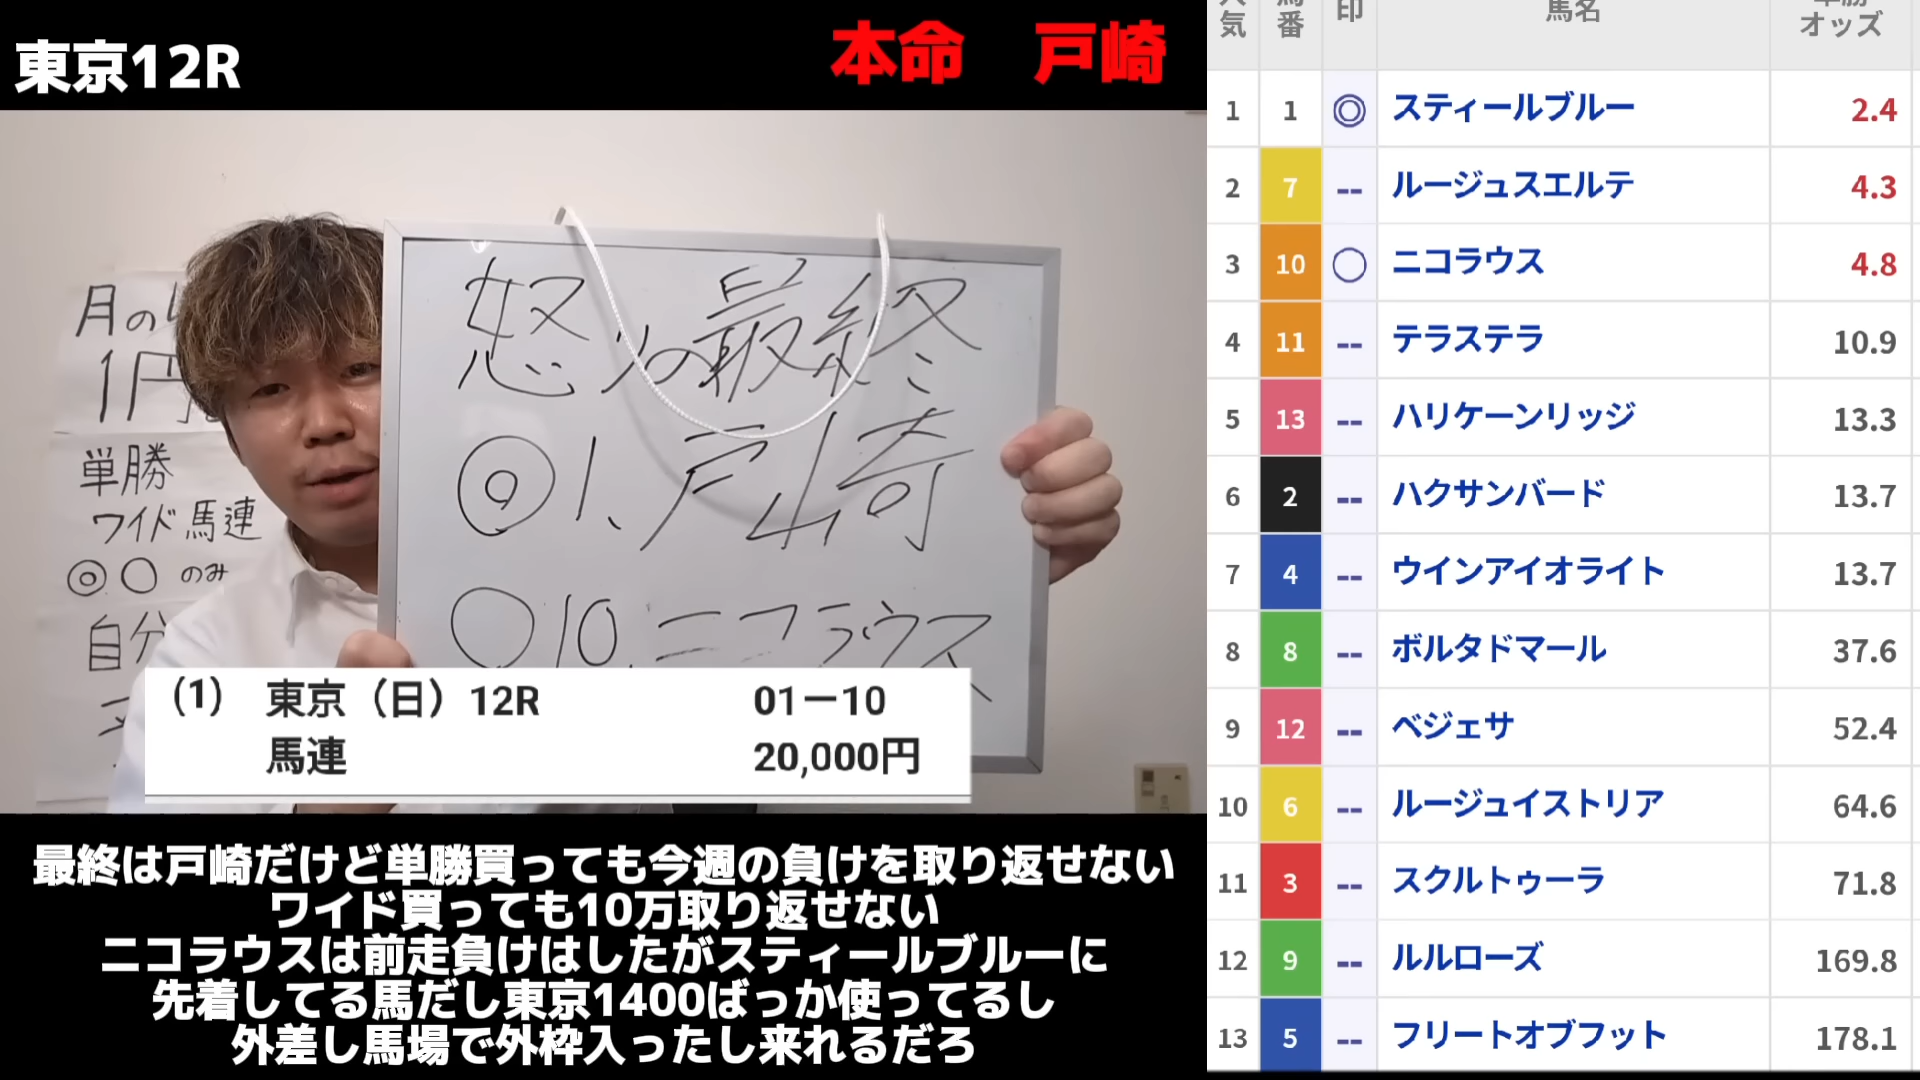 東京12R
本命　戸崎
月の
1円
単勝
ワイド馬連
◎○のみ
自分
怒りの最終
◎1.戸崎
○10.ニコラウス
(1) 東京（日）12R 01－10
馬連 20,000円
最終は戸崎だけど単勝買っても今週の負けを取り返せない
ワイド買っても10万取り返せない
ニコラウスは前走負けはしたがスティールブルーに
先着してる馬だし東京1400ばっか使ってるし
外差し馬場で外枠入ったし来れるだろ
人気 馬番 印 馬名 単勝オッズ
1 1 ◎ スティールブルー 2.4
2 7 -- ルージュスエルテ 4.3
3 10 ○ ニコラウス 4.8
4 11 -- テラステラ 10.9
5 13 -- ハリケーンリッジ 13.3
6 2 -- ハクサンバード 13.7
7 4 -- ウインアイオライト 13.7
8 8 -- ボルタドマール 37.6
9 12 -- ベジェサ 52.4
10 6 -- ルージュイストリア 64.6
11 3 -- スクルトゥーラ 71.8
12 9 -- ルルローズ 169.8
13 5 -- フリートオブフット 178.1